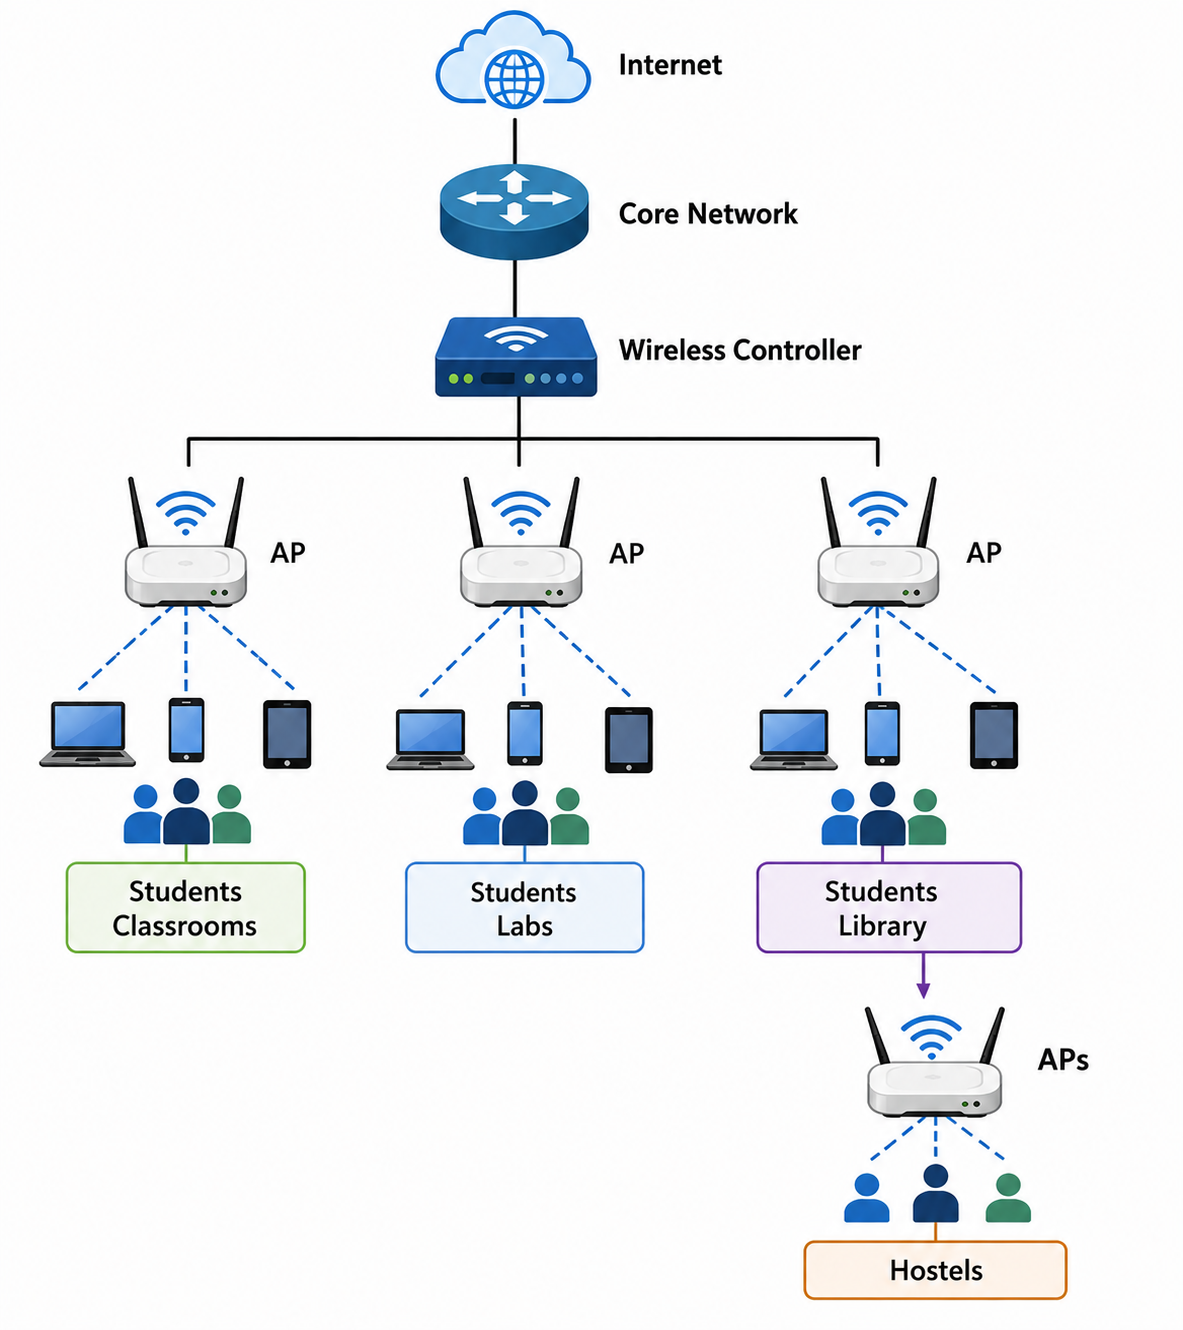 Internet
Core Network
Wireless Controller
AP
AP
AP
Students
Classrooms
Students
Labs
Students
Library
APs
Hostels